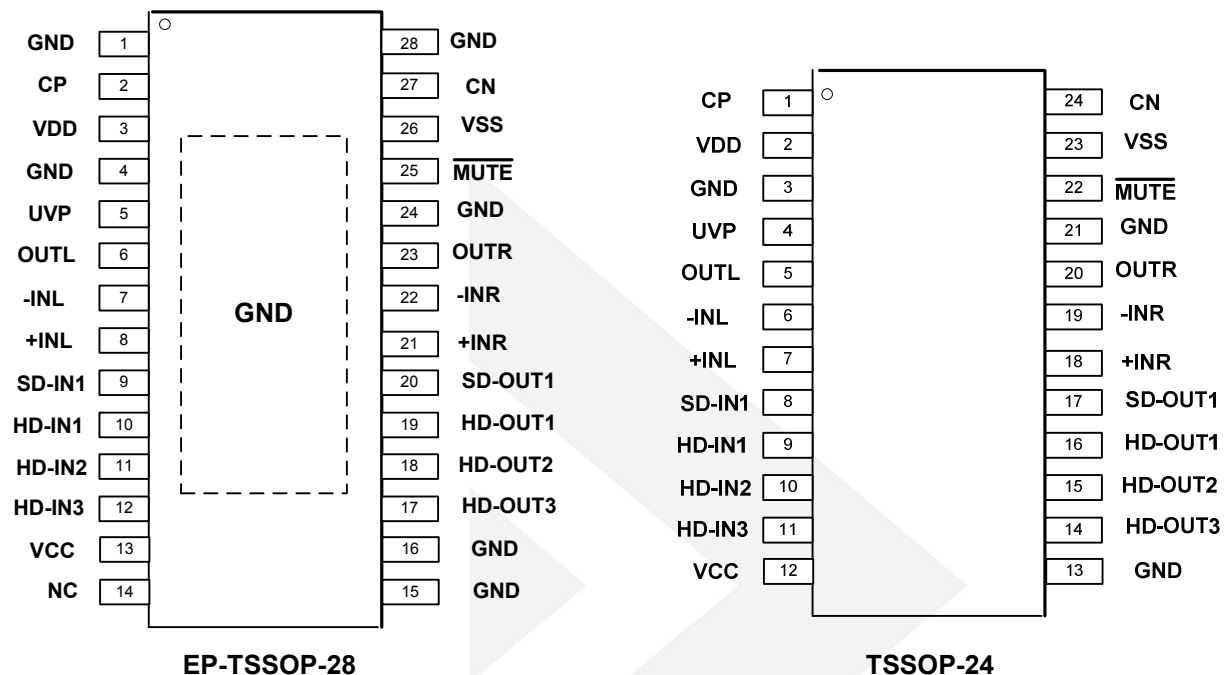 GND 1 28 GND
CP 2 27 CN
VDD 3 26 VSS
GND 4 25 MUTE
UVP 5 24 GND
OUTL 6 23 OUTR
-INL 7 22 -INR
+INL 8 21 +INR
SD-IN1 9 20 SD-OUT1
HD-IN1 10 19 HD-OUT1
HD-IN2 11 18 HD-OUT2
HD-IN3 12 17 HD-OUT3
VCC 13 16 GND
NC 14 15 GND
GND
EP-TSSOP-28
CP 1 24 CN
VDD 2 23 VSS
GND 3 22 MUTE
UVP 4 21 GND
OUTL 5 20 OUTR
-INL 6 19 -INR
+INL 7 18 +INR
SD-IN1 8 17 SD-OUT1
HD-IN1 9 16 HD-OUT1
HD-IN2 10 15 HD-OUT2
HD-IN3 11 14 HD-OUT3
VCC 12 13 GND
TSSOP-24